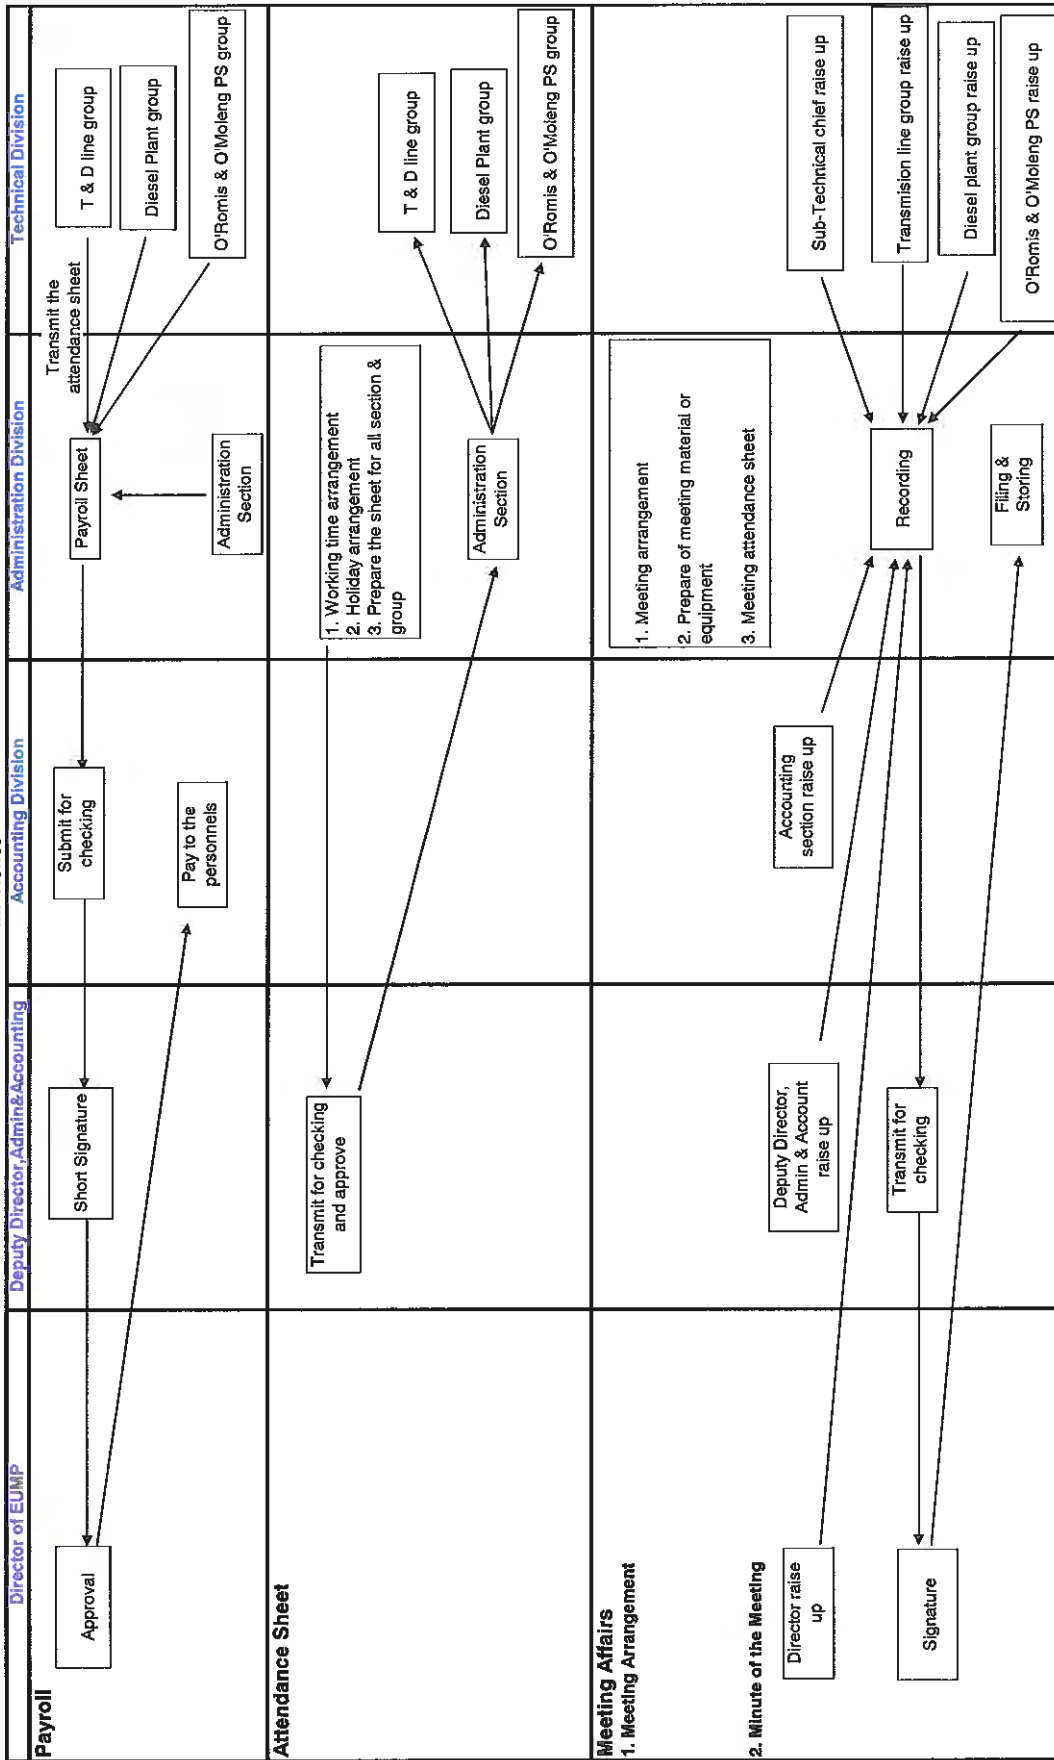 Director of EUMP
Deputy Director,Admin&Accounting
Accounting Division
Administration Division
Technical Division
Payroll
Approval
Short Signature
Submit for
checking
Pay to the
personnels
Payroll Sheet
Administration
Section
Transmit the
attendance sheet
T & D line group
Diesel Plant group
O'Romis & O'Moleng PS group
Attendance Sheet
Transmit for checking
and approve
1. Working time arrangement
2. Holiday arrangement
3. Prepare the sheet for all section &
group
Administration
Section
T & D line group
Diesel Plant group
O'Romis & O'Moleng PS group
Meeting Affairs
1. Meeting Arrangement
1. Meeting arrangement
2. Prepare of meeting material or
equipment
3. Meeting attendance sheet
2. Minute of the Meeting
Director raise
up
Deputy Director,
Admin & Account
raise up
Accounting
section raise up
Recording
Sub-Technical chief raise up
Transmision line group raise up
Diesel plant group raise up
O'Romis & O'Moleng PS raise up
Transmit for
checking
Signature
Filing &
Storing